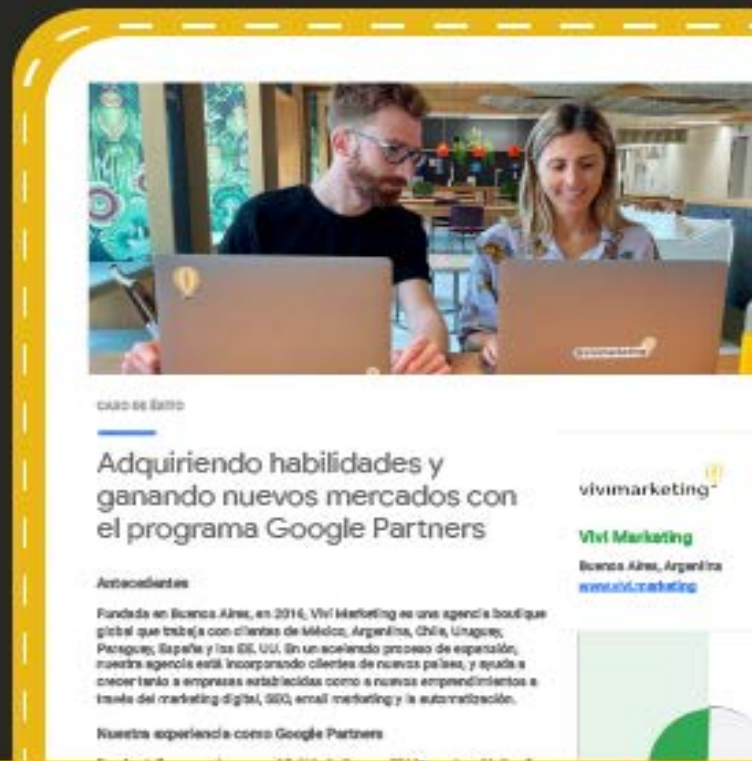 vivimarketing
CASO DE ÉXITO
Adquiriendo habilidades y
ganando nuevos mercados con
el programa Google Partners
Antecedentes
Fundada en Buenos Aires, en 2016, Vivi Marketing es una agencia boutique
global que trabaja con clientes de México, Argentina, Chile, Uruguay,
Paraguay, España y los EE. UU. En un acelerado proceso de expansión,
nuestra agencia está incorporando clientes de nuevos países, y ayuda a
crecer tanto a empresas establecidas como a nuevos emprendimientos a
través del marketing digital, SEO, email marketing y la automatización.
Nuestra experiencia como Google Partners
vivimarketing
Vivi Marketing
Buenos Aires, Argentina
www.vivi.marketing